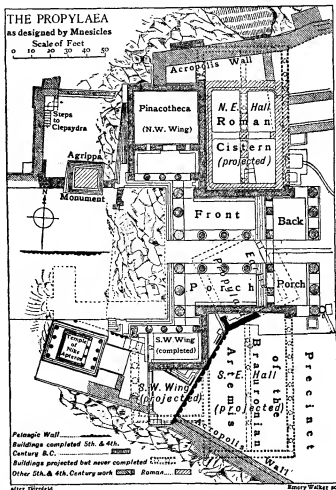 THE PROPYLAEA
as designed by Mnesicles
Scale of Feet
0 10 20 30 40 50
Acropolis Wall
Steps
to
Clepsydra
Pinacotheca
(N.W. Wing)
N. E. Hall
Roman
Cistern
(projected)
Agrippa
Monument
N
Front
Back
Porch
Porch
Temple
of
Nike
Apteros
S.W Wing
(completed)
S.W. Wing
(projected)
S. E. Hall
(projected)
Artemis
Brauronian
of the
Precinct
Acropolis Wall
Pelasgic Wall
Buildings completed 5th. & 4th.
Century B.C.
Buildings projected but never completed
Other 5th. & 4th. Century work Roman
after Dörpfeld
Emery Walker sc.